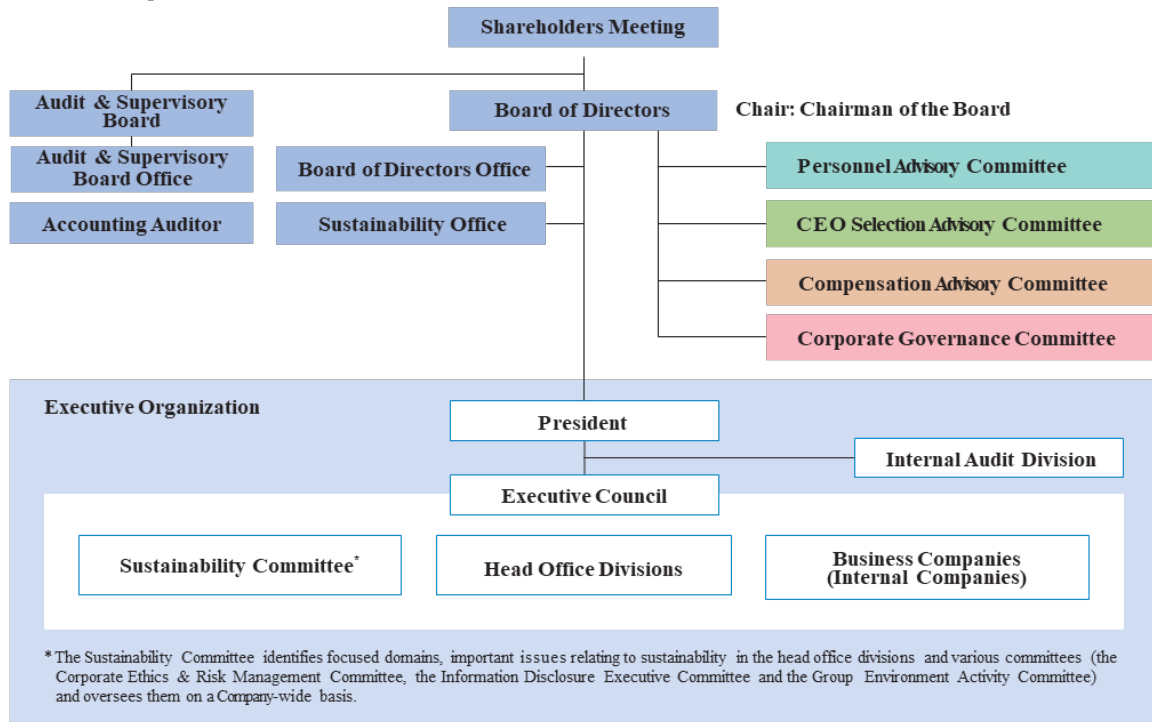 Shareholders Meeting
Audit & Supervisory
Board
Board of Directors
Chair: Chairman of the Board
Audit & Supervisory
Board Office
Board of Directors Office
Personnel Advisory Committee
Accounting Auditor
Sustainability Office
CEO Selection Advisory Committee
Compensation Advisory Committee
Corporate Governance Committee
Executive Organization
President
Internal Audit Division
Executive Council
Sustainability Committee*
Head Office Divisions
Business Companies
(Internal Companies)
* The Sustainability Committee identifies focused domains, important issues relating to sustainability in the head office divisions and various committees (the
Corporate Ethics & Risk Management Committee, the Information Disclosure Executive Committee and the Group Environment Activity Committee)
and oversees them on a Company-wide basis.